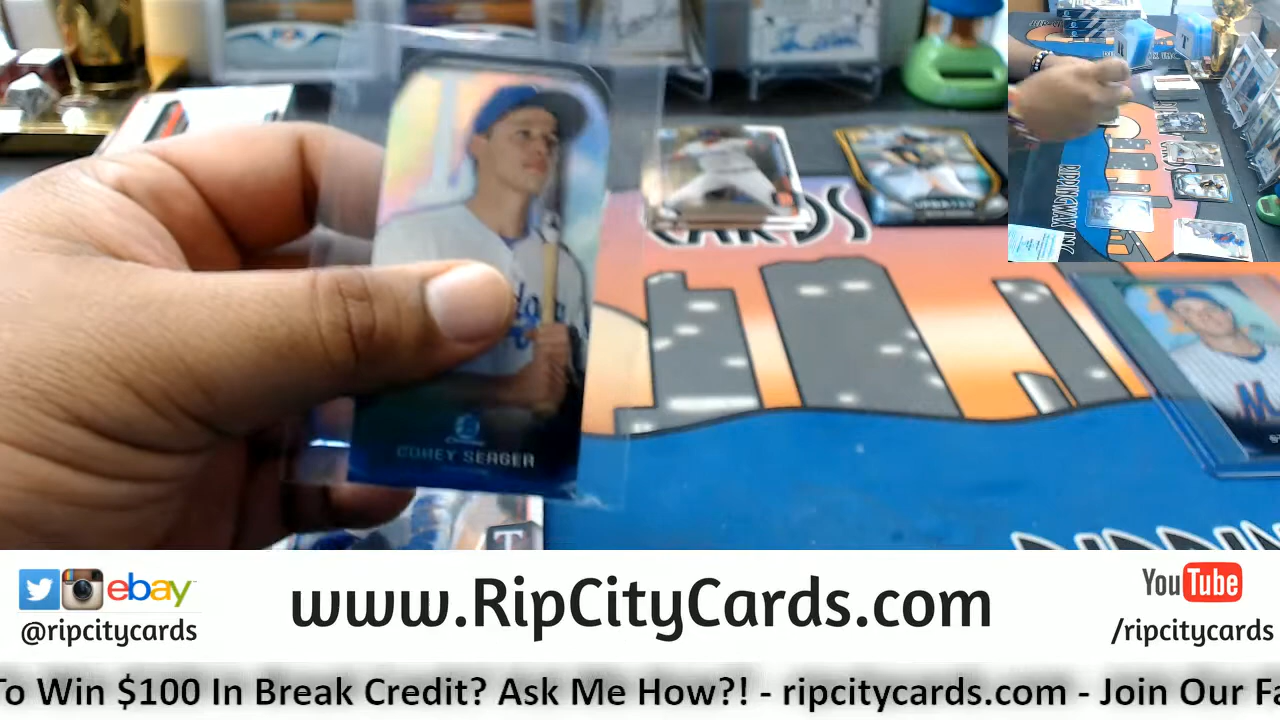 COREY SEAGER
CARDS
T
M
ebay
@ripcitycards
www.RipCityCards.com
YouTube
/ripcitycards
To Win $100 In Break Credit? Ask Me How?! - ripcitycards.com - Join Our Fa